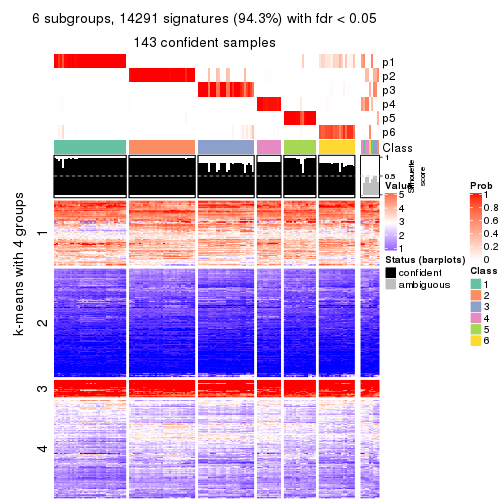 6 subgroups, 14291 signatures (94.3%) with fdr < 0.05
143 confident samples
p1
p2
p3
p4
p5
p6
Class
1
0.5
0
Silhouette
score
k-means with 4 groups
1
2
3
4
Value
5
4
3
2
1
Status (barplots)
confident
ambiguous
Prob
1
0.8
0.6
0.4
0.2
0
Class
1
2
3
4
5
6